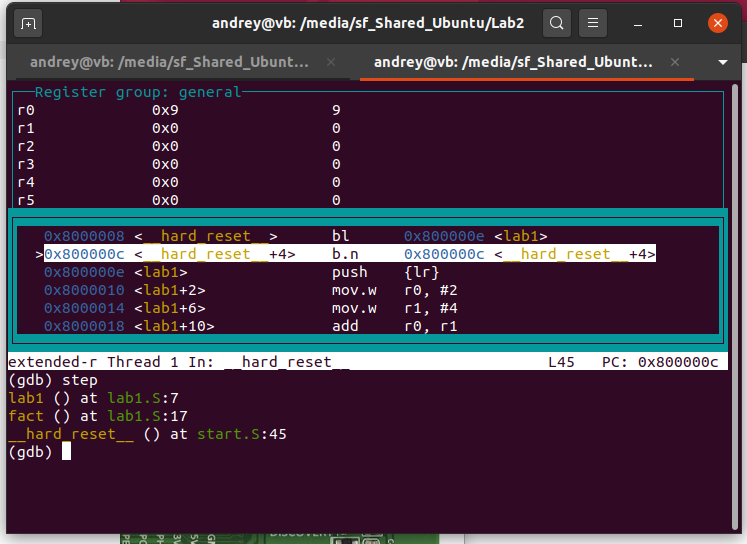 andrey@vb: /media/sf_Shared_Ubuntu/Lab2
andrey@vb: /media/sf_Shared_Ubunt... × andrey@vb: /media/sf_Shared_Ubunt... ×
Register group: general
r0 0x9 9
r1 0x0 0
r2 0x0 0
r3 0x0 0
r4 0x0 0
r5 0x0 0
0x8000008 <__hard_reset__> bl 0x800000e <lab1>
>0x800000c <__hard_reset__+4> b.n 0x800000c <__hard_reset__+4>
0x800000e <lab1> push {lr}
0x8000010 <lab1+2> mov.w r0, #2
0x8000014 <lab1+6> mov.w r1, #4
0x8000018 <lab1+10> add r0, r1
extended-r Thread 1 In: __hard_reset__ L45 PC: 0x800000c
(gdb) step
lab1 () at lab1.S:7
fact () at lab1.S:17
__hard_reset__ () at start.S:45
(gdb)
DISCOVERY